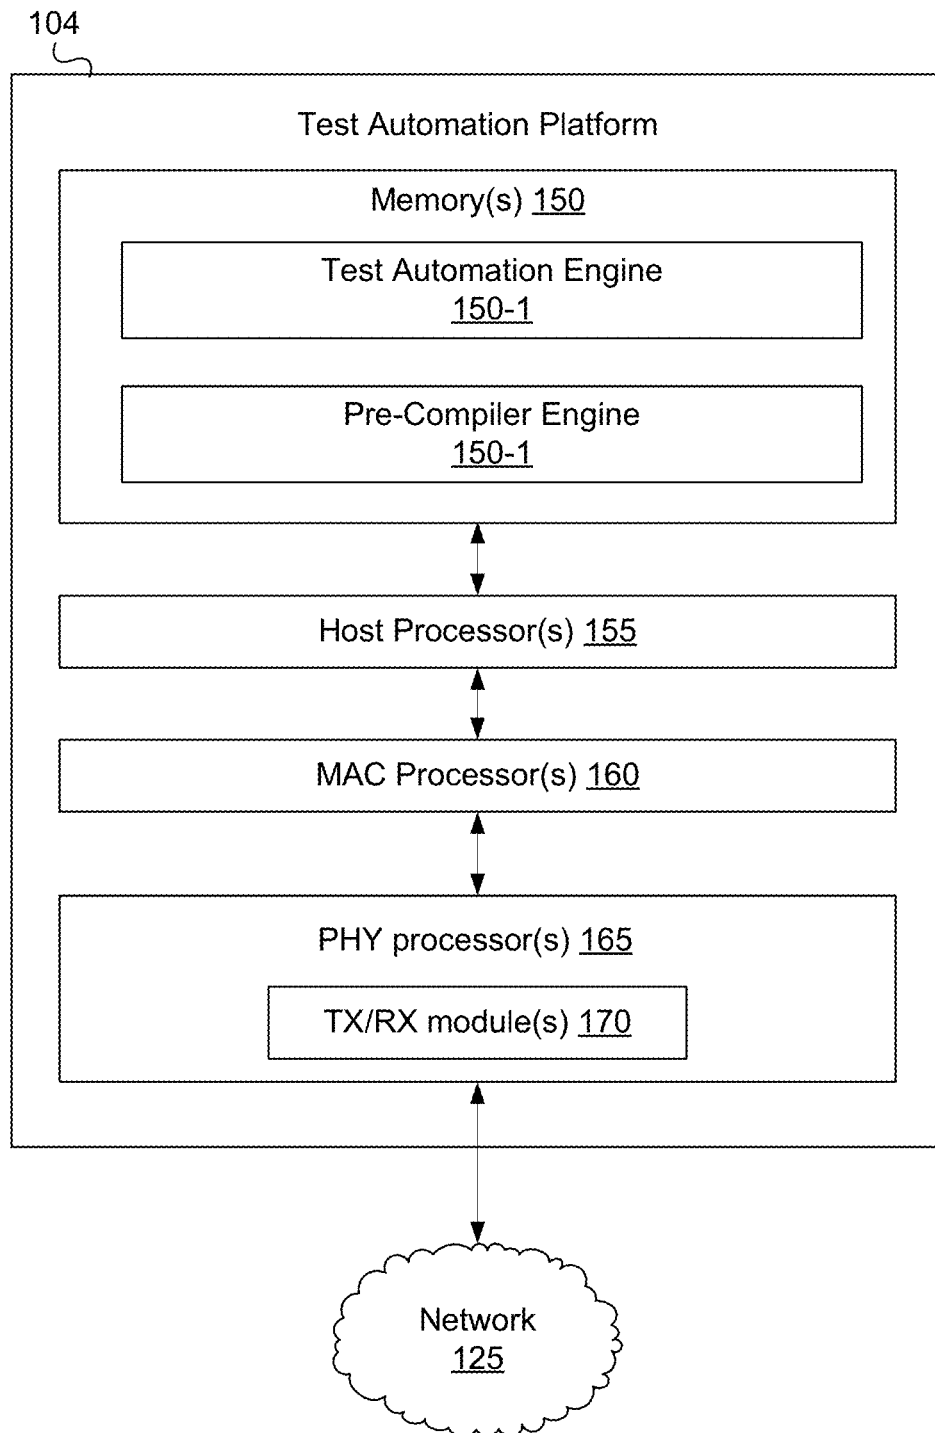 104
Test Automation Platform
Memory(s) 150
Test Automation Engine
150-1
Pre-Compiler Engine
150-1
Host Processor(s) 155
MAC Processor(s) 160
PHY processor(s) 165
TX/RX module(s) 170
Network
125